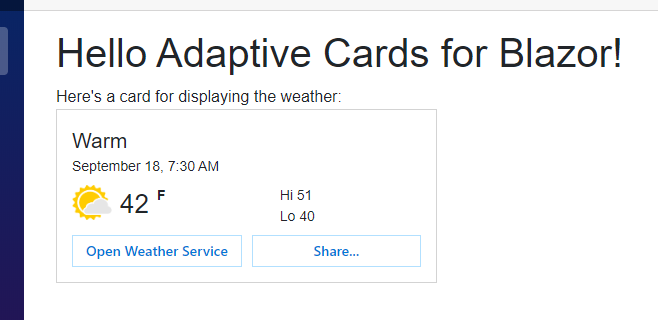 Hello Adaptive Cards for Blazor!
Here's a card for displaying the weather:
Warm
September 18, 7:30 AM
42 F
Hi 51
Lo 40
Open Weather Service
Share...